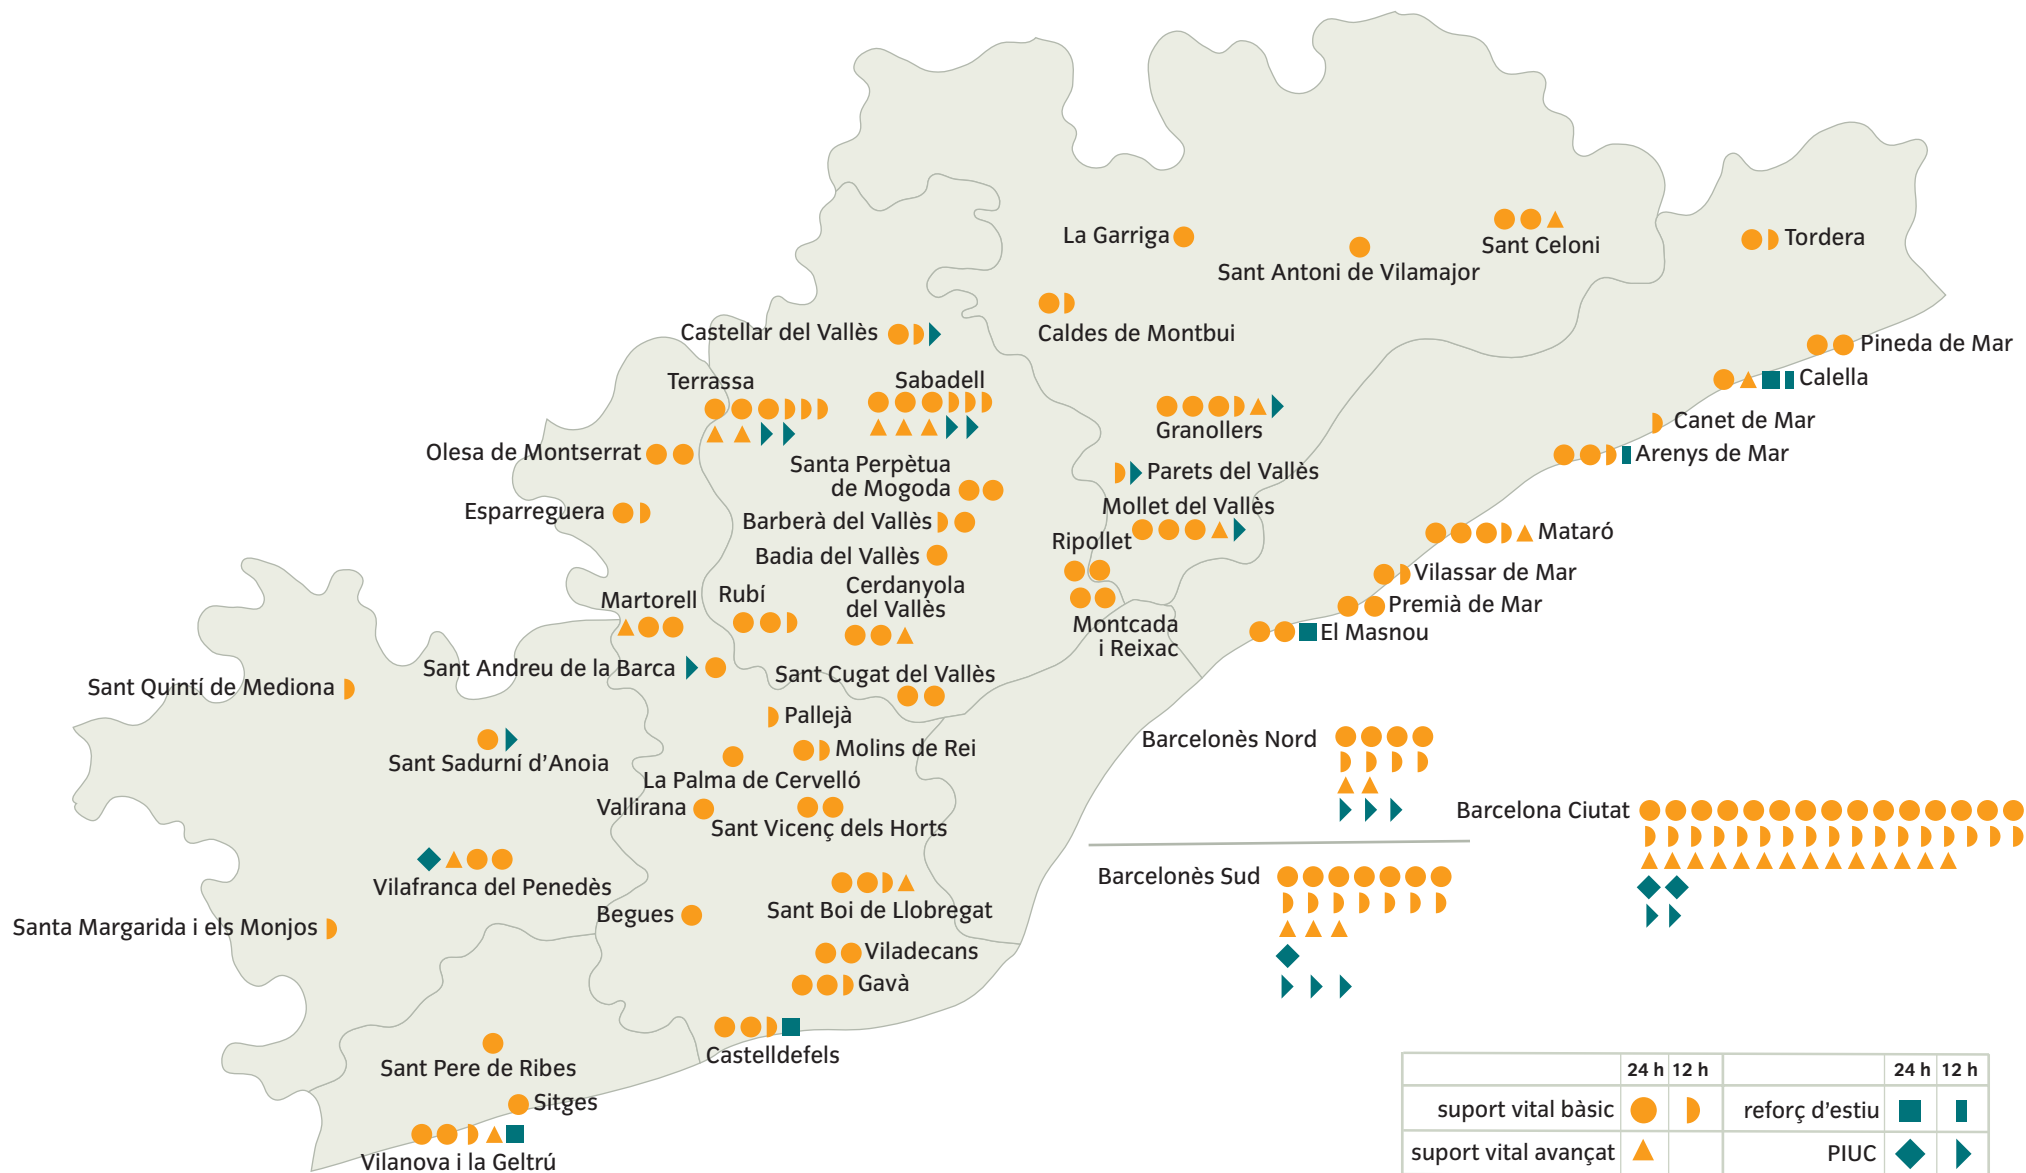 La Garriga
Sant Antoni de Vilamajor
Sant Celoni
Tordera
Castellar del Vallès
Caldes de Montbui
Pineda de Mar
Calella
Terrassa
Sabadell
Granollers
Canet de Mar
Arenys de Mar
Olesa de Montserrat
Santa Perpètua
de Mogoda
Parets del Vallès
Mollet del Vallès
Esparreguera
Barberà del Vallès
Ripollet
Mataró
Badia del Vallès
Vilassar de Mar
Martorell
Rubí
Cerdanyola
del Vallès
Premià de Mar
Montcada
i Reixac
El Masnou
Sant Andreu de la Barca
Sant Cugat del Vallès
Sant Quintí de Mediona
Pallejà
Molins de Rei
Barcelonès Nord
Sant Sadurní d'Anoia
La Palma de Cervelló
Vallirana
Sant Vicenç dels Horts
Barcelona Ciutat
Vilafranca del Penedès
Barcelonès Sud
Sant Boi de Llobregat
Begues
Santa Margarida i els Monjos
Viladecans
Gavà
Castelldefels
Sant Pere de Ribes
Sitges
Vilanova i la Geltrú
24 h 12 h 24 h 12 h
suport vital bàsic reforç d'estiu
suport vital avançat PIUC